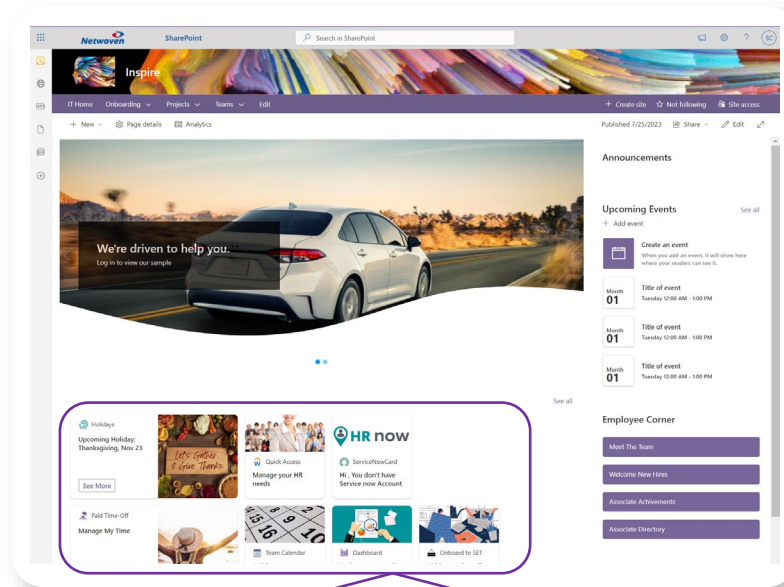 Netwoven
SharePoint
Search in SharePoint
?
SC
Inspire
IT Home
Onboarding
Projects
Teams
Edit
+ Create site
Not following
Site access
+ New
Page details
Analytics
Published 7/25/2023
Share
Edit
We're driven to help you.
Log in to view our sample
Announcements
Upcoming Events
See all
+ Add event
Create an event
When you add an event, it will show here
where your readers can see it.
Month
01
Title of event
Tuesday 12:00 AM - 1:00 PM
Month
01
Title of event
Tuesday 12:00 AM - 1:00 PM
Month
01
Title of event
Tuesday 12:00 AM - 1:00 PM
See all
Holidays
Upcoming Holiday:
Thanksgiving, Nov 23
See More
Let's Gather
& Give Thanks
Quick Access
Manage your HR
needs
HR now
ServiceNowCard
Hi , You don't have
Service now Account
Paid Time-Off
Manage My Time
15 16
8 9 10
Team Calendar
Dashboard
Onboard to SET
Employee Corner
Meet The Team
Welcome New Hires
Associate Achivements
Associate Directory